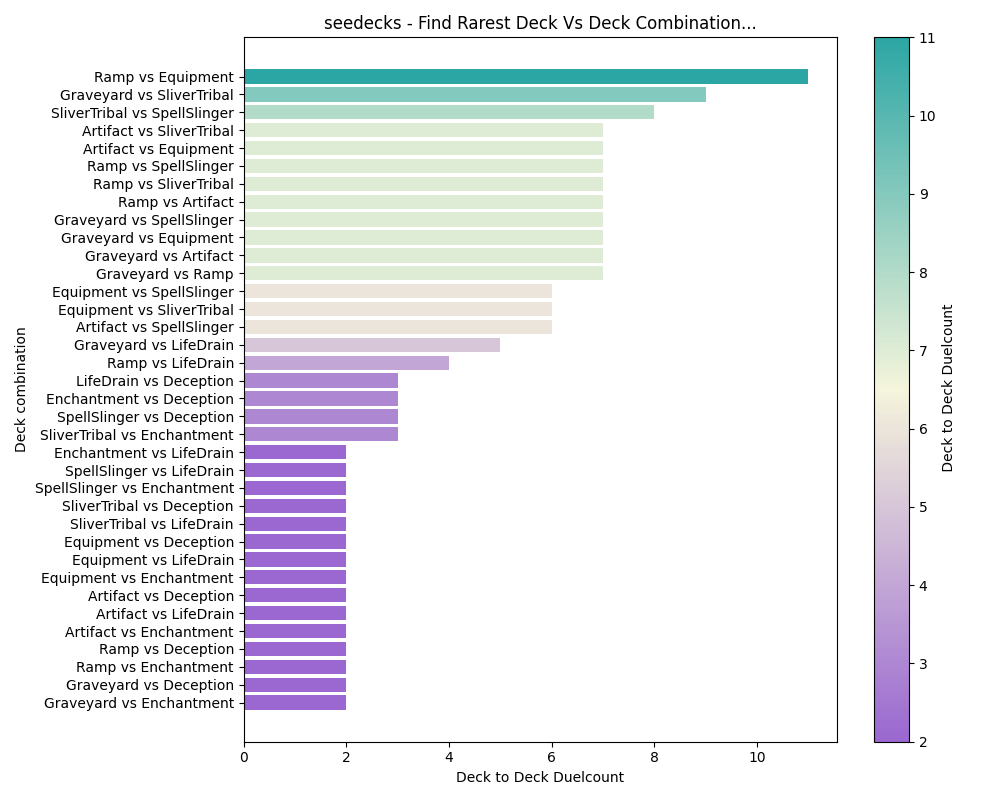 seedecks - Find Rarest Deck Vs Deck Combination...
Deck combination
Ramp vs Equipment
Graveyard vs SliverTribal
SliverTribal vs SpellSlinger
Artifact vs SliverTribal
Artifact vs Equipment
Ramp vs SpellSlinger
Ramp vs SliverTribal
Ramp vs Artifact
Graveyard vs SpellSlinger
Graveyard vs Equipment
Graveyard vs Artifact
Graveyard vs Ramp
Equipment vs SpellSlinger
Equipment vs SliverTribal
Artifact vs SpellSlinger
Graveyard vs LifeDrain
Ramp vs LifeDrain
LifeDrain vs Deception
Enchantment vs Deception
SpellSlinger vs Deception
SliverTribal vs Enchantment
Enchantment vs LifeDrain
SpellSlinger vs LifeDrain
SpellSlinger vs Enchantment
SliverTribal vs Deception
SliverTribal vs LifeDrain
Equipment vs Deception
Equipment vs LifeDrain
Equipment vs Enchantment
Artifact vs Deception
Artifact vs LifeDrain
Artifact vs Enchantment
Ramp vs Deception
Ramp vs Enchantment
Graveyard vs Deception
Graveyard vs Enchantment
0 2 4 6 8 10
Deck to Deck Duelcount
11
10
9
8
7
6
5
4
3
2
Deck to Deck Duelcount